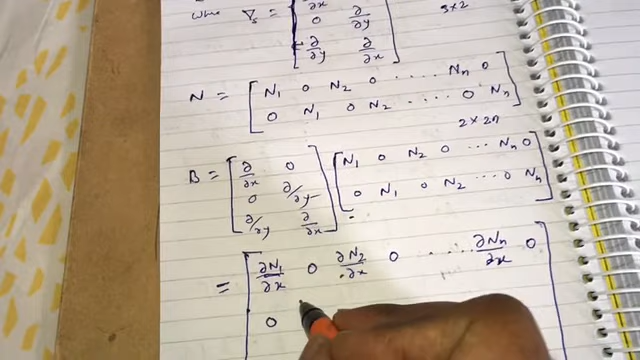 where ∇s = [ ∂/∂x
0 ∂/∂y
∂/∂y ∂/∂x ] 3×2
N = [ N1 0 N2 0 ..... Nn 0
0 N1 0 N2 ...... 0 Nn ]
2 × 2n
B = [ ∂/∂x 0 ; 0 ∂/∂y ; ∂/∂y ∂/∂x ] [ N1 0 N2 0 ... Nn 0 ; 0 N1 0 N2 ... 0 Nn ]
= [ ∂N1/∂x 0 ∂N2/∂x 0 ..... ∂Nn/∂x 0
0